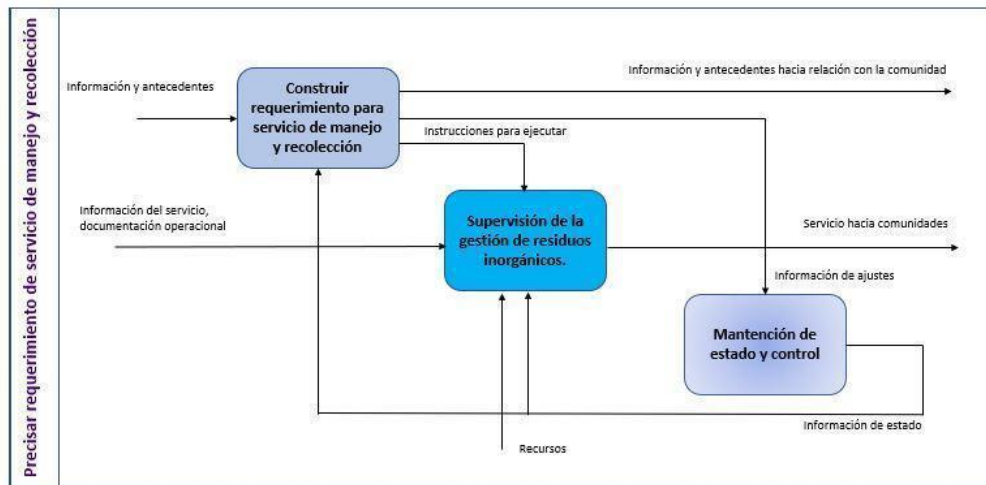 Precisar requerimiento de servicio de manejo y recolección
Información y antecedentes
Construir
requerimiento para
servicio de manejo
y recolección
Información y antecedentes hacia relación con la comunidad
Instrucciones para ejecutar
Información del servicio,
documentación operacional
Supervisión de la
gestión de residuos
inorgánicos.
Servicio hacia comunidades
Información de ajustes
Mantención de
estado y control
Información de estado
Recursos